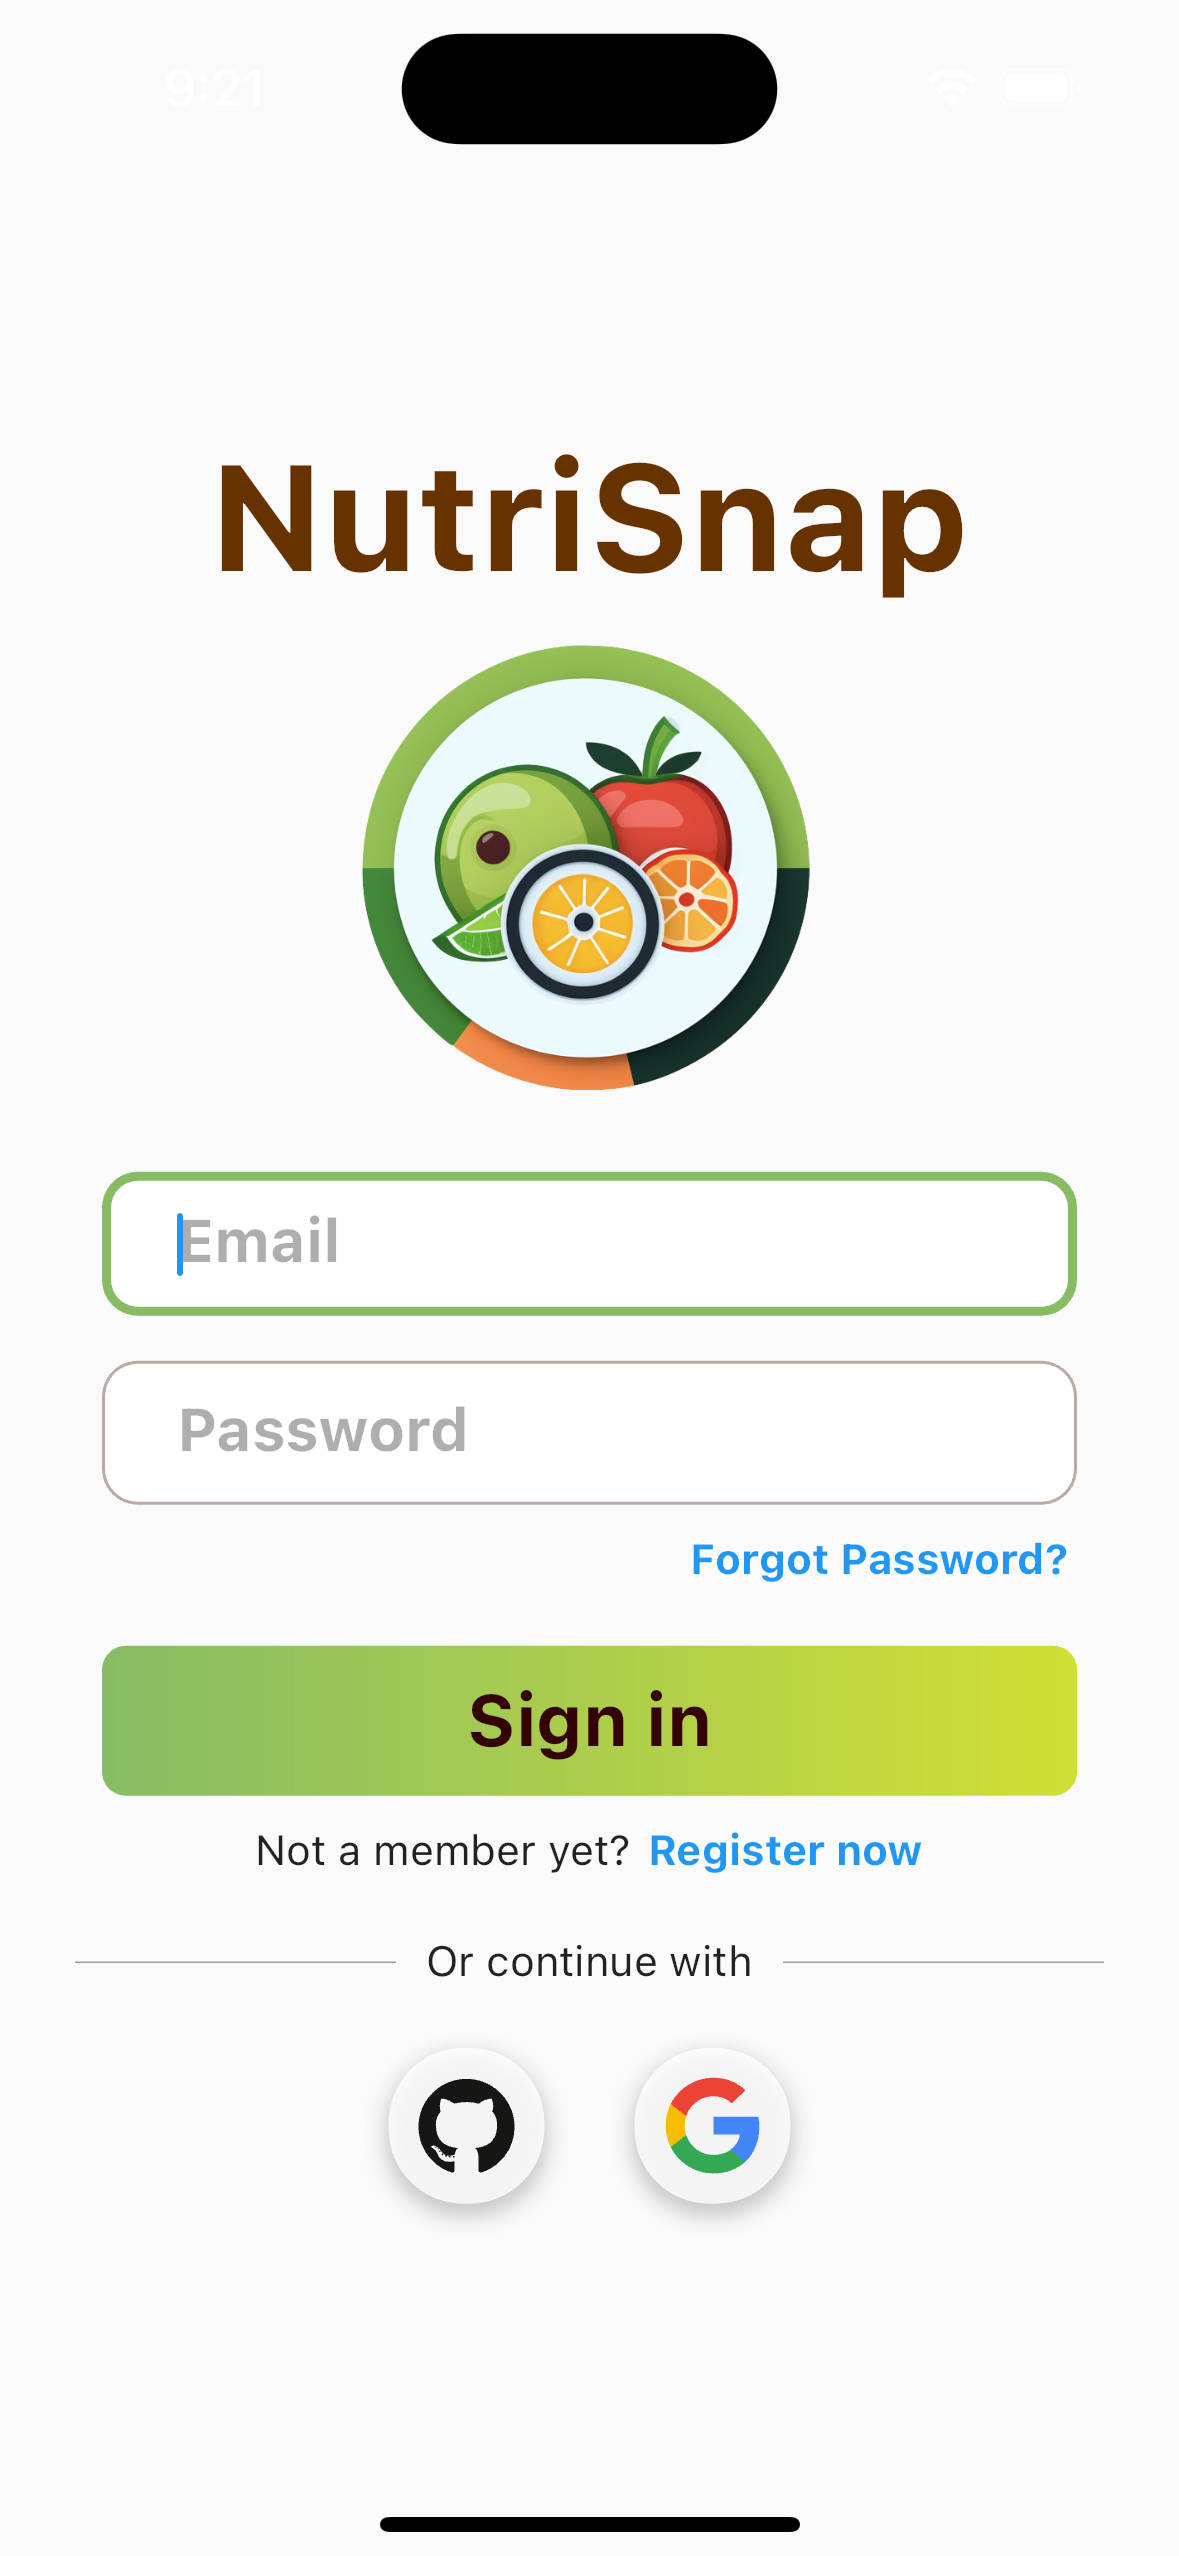 9:21
NutriSnap
Email
Password
Forgot Password?
Sign in
Not a member yet? Register now
Or continue with